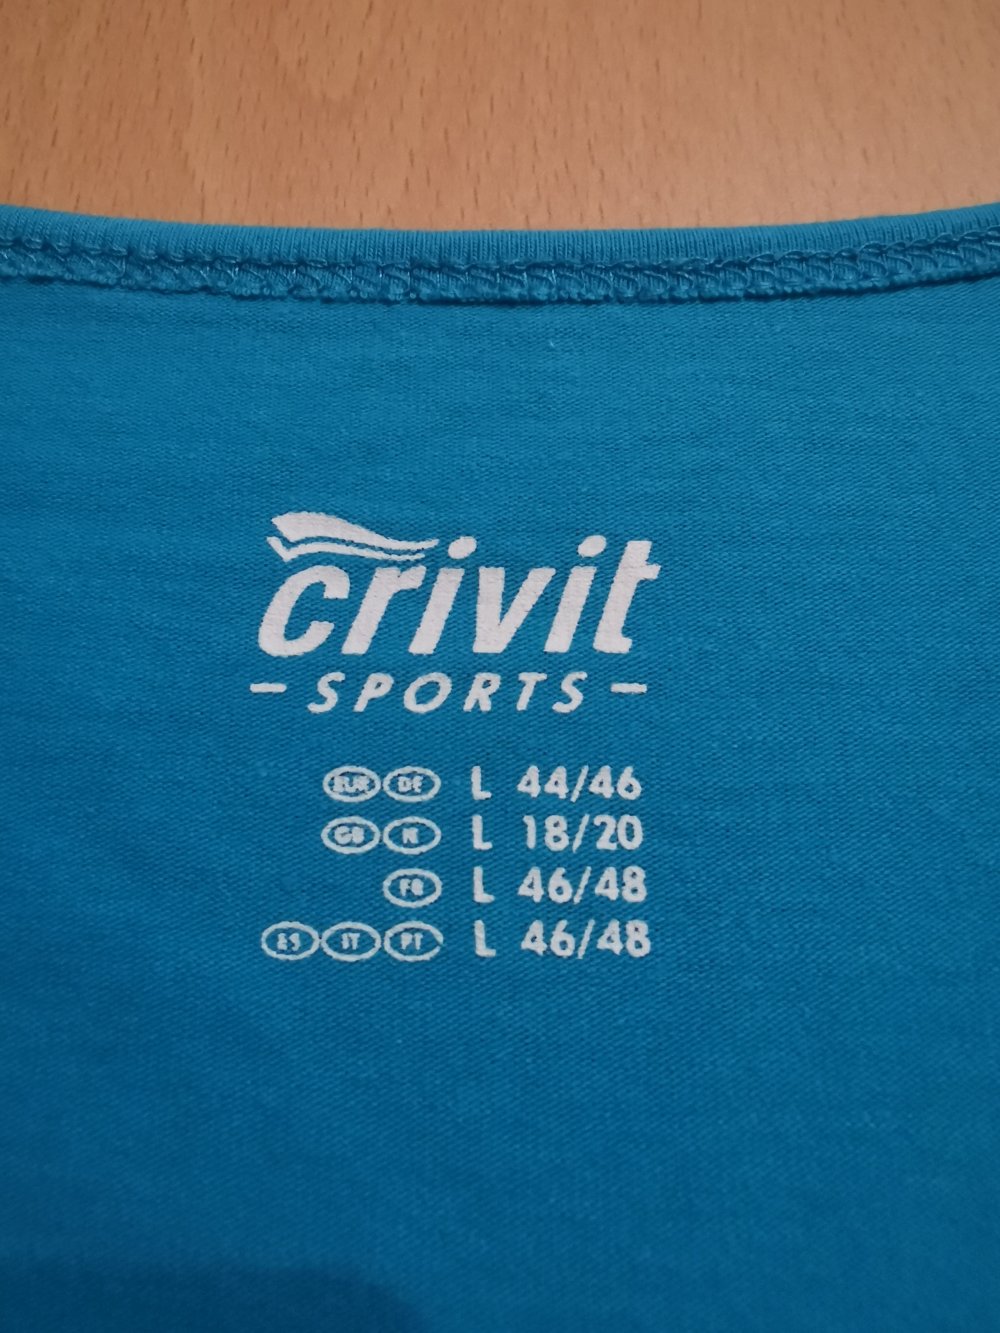 crivit
- SPORTS -
EUR DE L 44/46
GB IE L 18/20
FR L 46/48
ES IT PT L 46/48